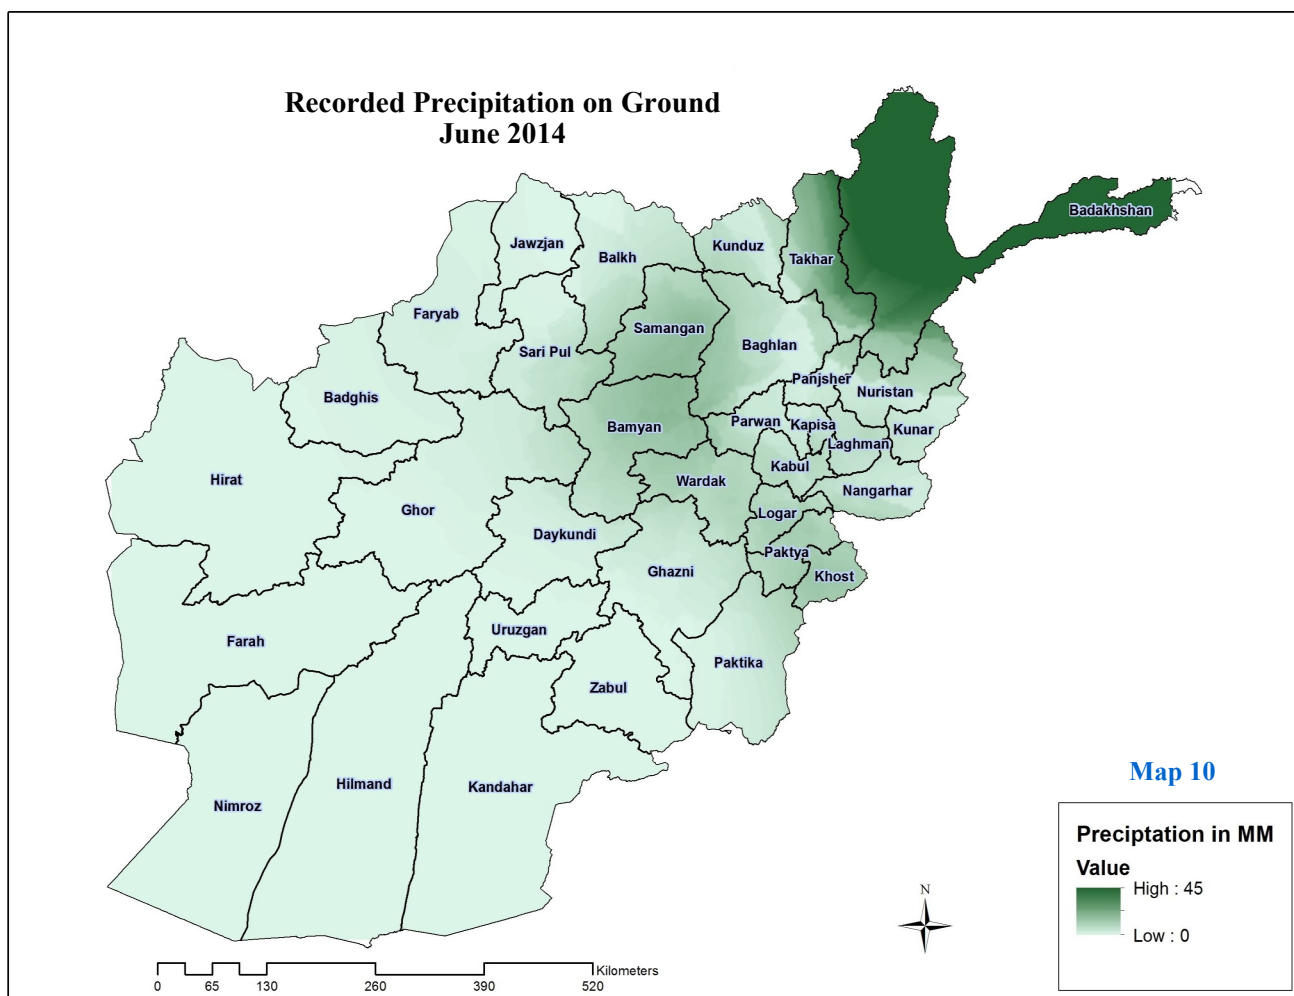 Recorded Precipitation on Ground
June 2014
Badakhshan
Jawzjan
Balkh
Kunduz
Takhar
Faryab
Samangan
Sari Pul
Baghlan
Badghis
Panjsher
Nuristan
Bamyan
Parwan
Kapisa
Kunar
Laghman
Hirat
Wardak
Kabul
Nangarhar
Ghor
Logar
Daykundi
Paktya
Ghazni
Khost
Farah
Uruzgan
Paktika
Zabul
Nimroz
Hilmand
Kandahar
Map 10
Preciptation in MM
Value
High : 45
Low : 0
N
Kilometers
0 65 130 260 390 520